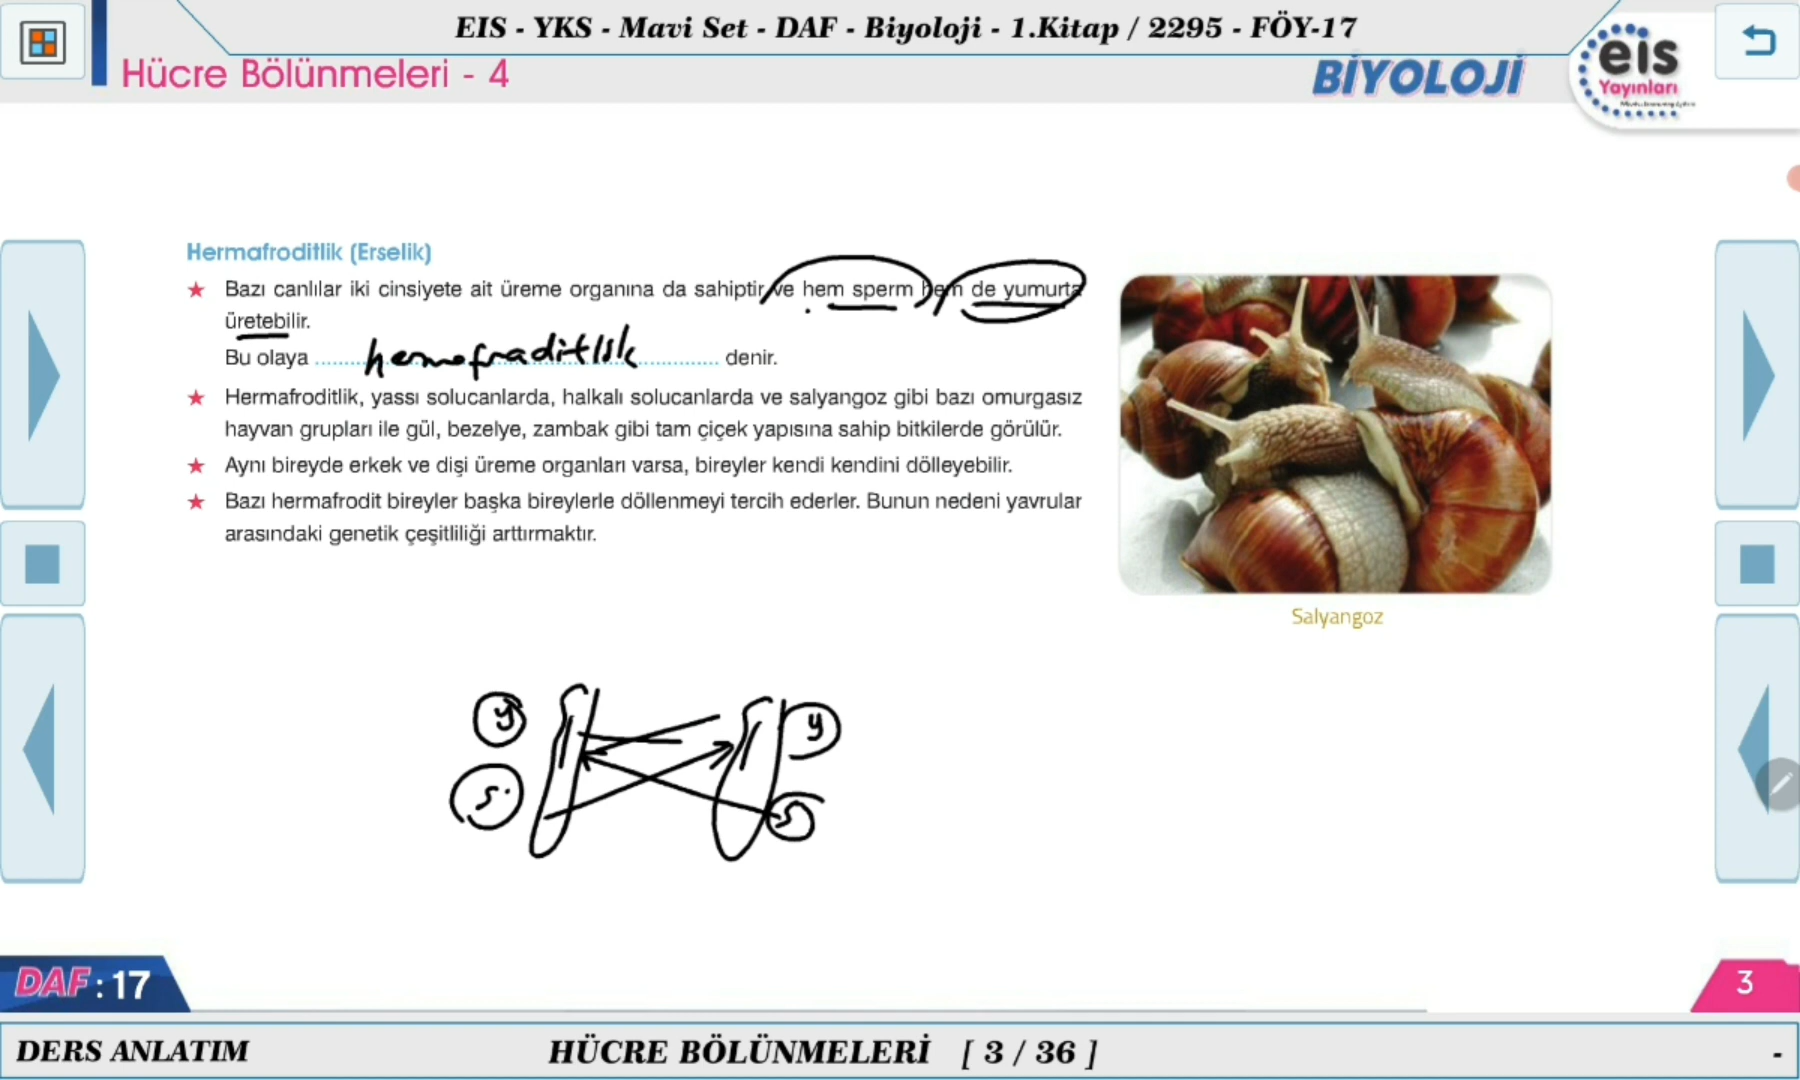 EIS - YKS - Mavi Set - DAF - Biyoloji - 1.Kitap / 2295 - FÖY-17
Hücre Bölünmeleri - 4
BİYOLOJİ
eis
Yayınları
Hermafroditlik (Erselik)
★ Bazı canlılar iki cinsiyete ait üreme organına da sahiptir ve hem sperm hem de yumurta
üretebilir.
Bu olaya hermofraditlik denir.
★ Hermafroditlik, yassı solucanlarda, halkalı solucanlarda ve salyangoz gibi bazı omurgasız
hayvan grupları ile gül, bezelye, zambak gibi tam çiçek yapısına sahip bitkilerde görülür.
★ Aynı bireyde erkek ve dişi üreme organları varsa, bireyler kendi kendini dölleyebilir.
★ Bazı hermafrodit bireyler başka bireylerle döllenmeyi tercih ederler. Bunun nedeni yavrular
arasındaki genetik çeşitliliği arttırmaktır.
Salyangoz
y y
s s
DAF : 17
3
DERS ANLATIM HÜCRE BÖLÜNMELERİ [ 3 / 36 ] -